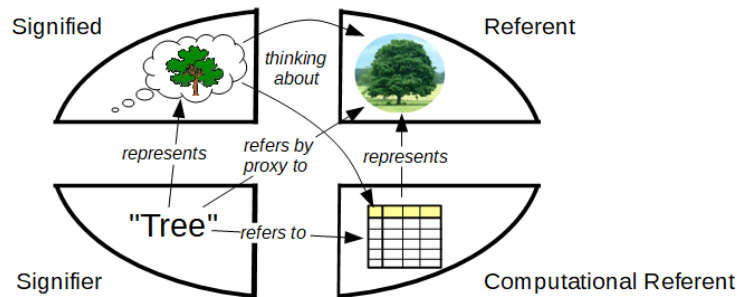 Signified
Referent
thinking
about
represents
refers by
proxy to
represents
"Tree"
refers to
Signifier
Computational Referent